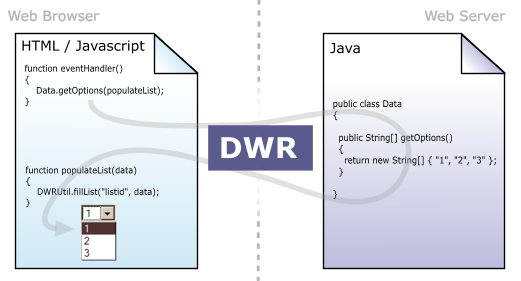 Web Browser
Web Server
HTML / Javascript
function eventHandler()
{
Data.getOptions(populateList);
}
function populateList(data)
{
DWRUtil.fillList("listid", data);
}
1
1
2
3
DWR
Java
public class Data
{
public String[] getOptions()
{
return new String[] { "1", "2", "3" };
}
}